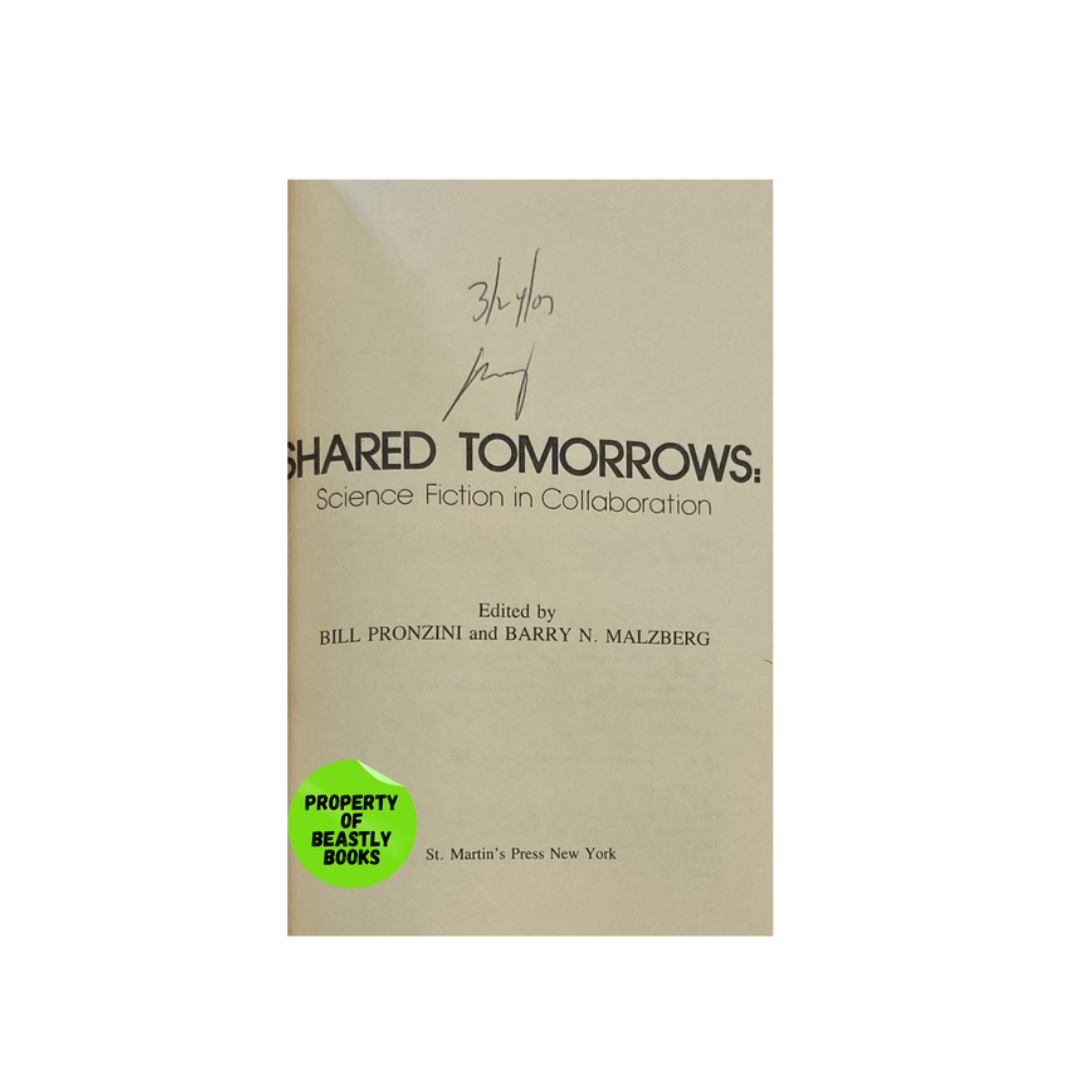 3/24/07
SHARED TOMORROWS:
Science Fiction in Collaboration
Edited by
BILL PRONZINI and BARRY N. MALZBERG
PROPERTY
OF
BEASTLY
BOOKS
St. Martin's Press New York